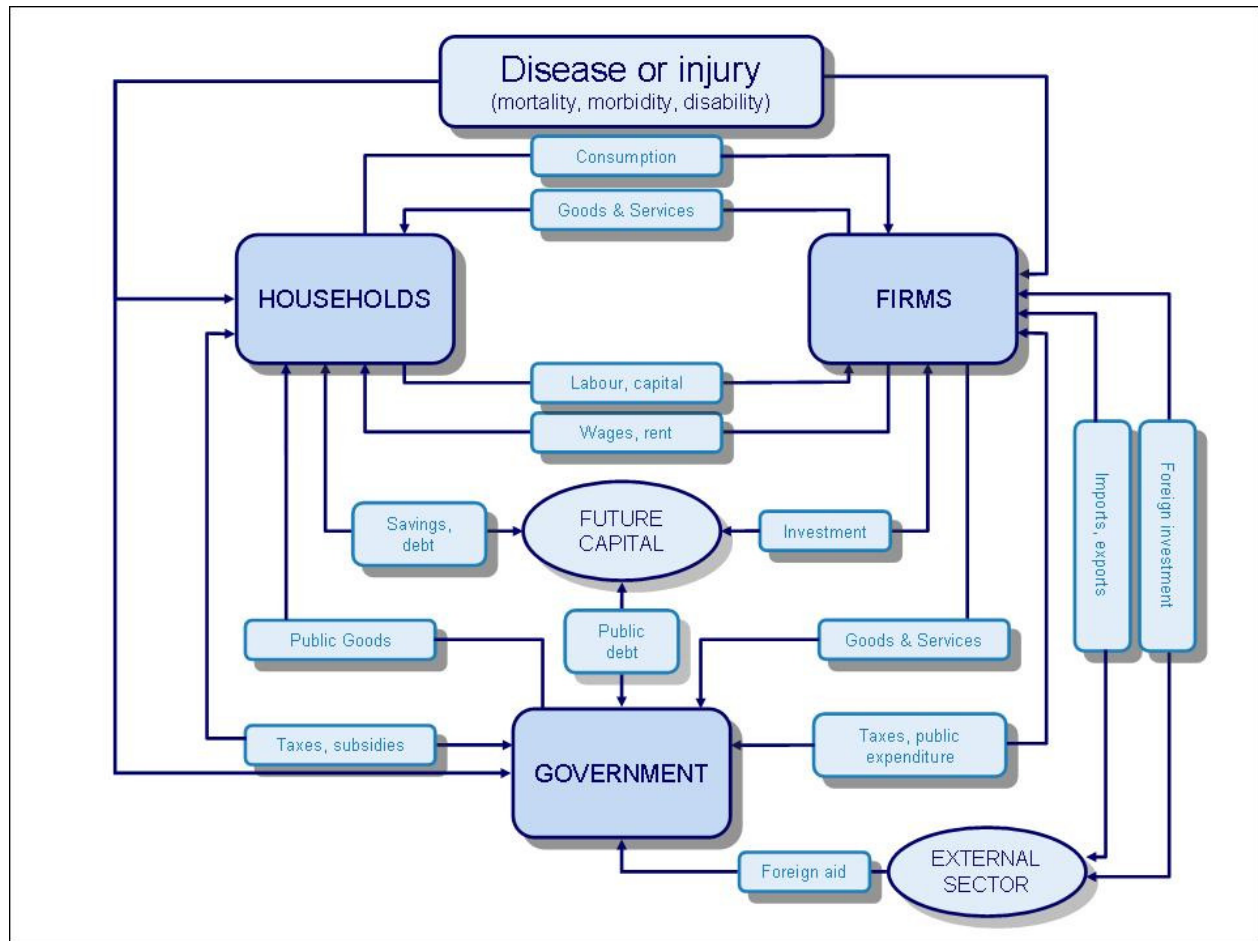 Disease or injury
(mortality, morbidity, disability)
Consumption
Goods & Services
HOUSEHOLDS
FIRMS
Labour, capital
Wages, rent
Imports, exports
Foreign investment
Savings,
debt
FUTURE
CAPITAL
Investment
Public Goods
Public
debt
Goods & Services
Taxes, subsidies
GOVERNMENT
Taxes, public
expenditure
Foreign aid
EXTERNAL
SECTOR